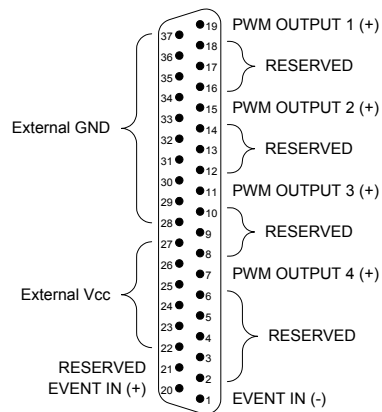 19 PWM OUTPUT 1 (+)
37
18
36
17 RESERVED
35
16
34
15 PWM OUTPUT 2 (+)
33
14
External GND
32
13 RESERVED
31
12
30
11 PWM OUTPUT 3 (+)
29
10
28
9 RESERVED
27
8
26
7 PWM OUTPUT 4 (+)
25
6
External Vcc
24
5
23
4 RESERVED
22
3
RESERVED 21
2
EVENT IN (+) 20
1 EVENT IN (-)